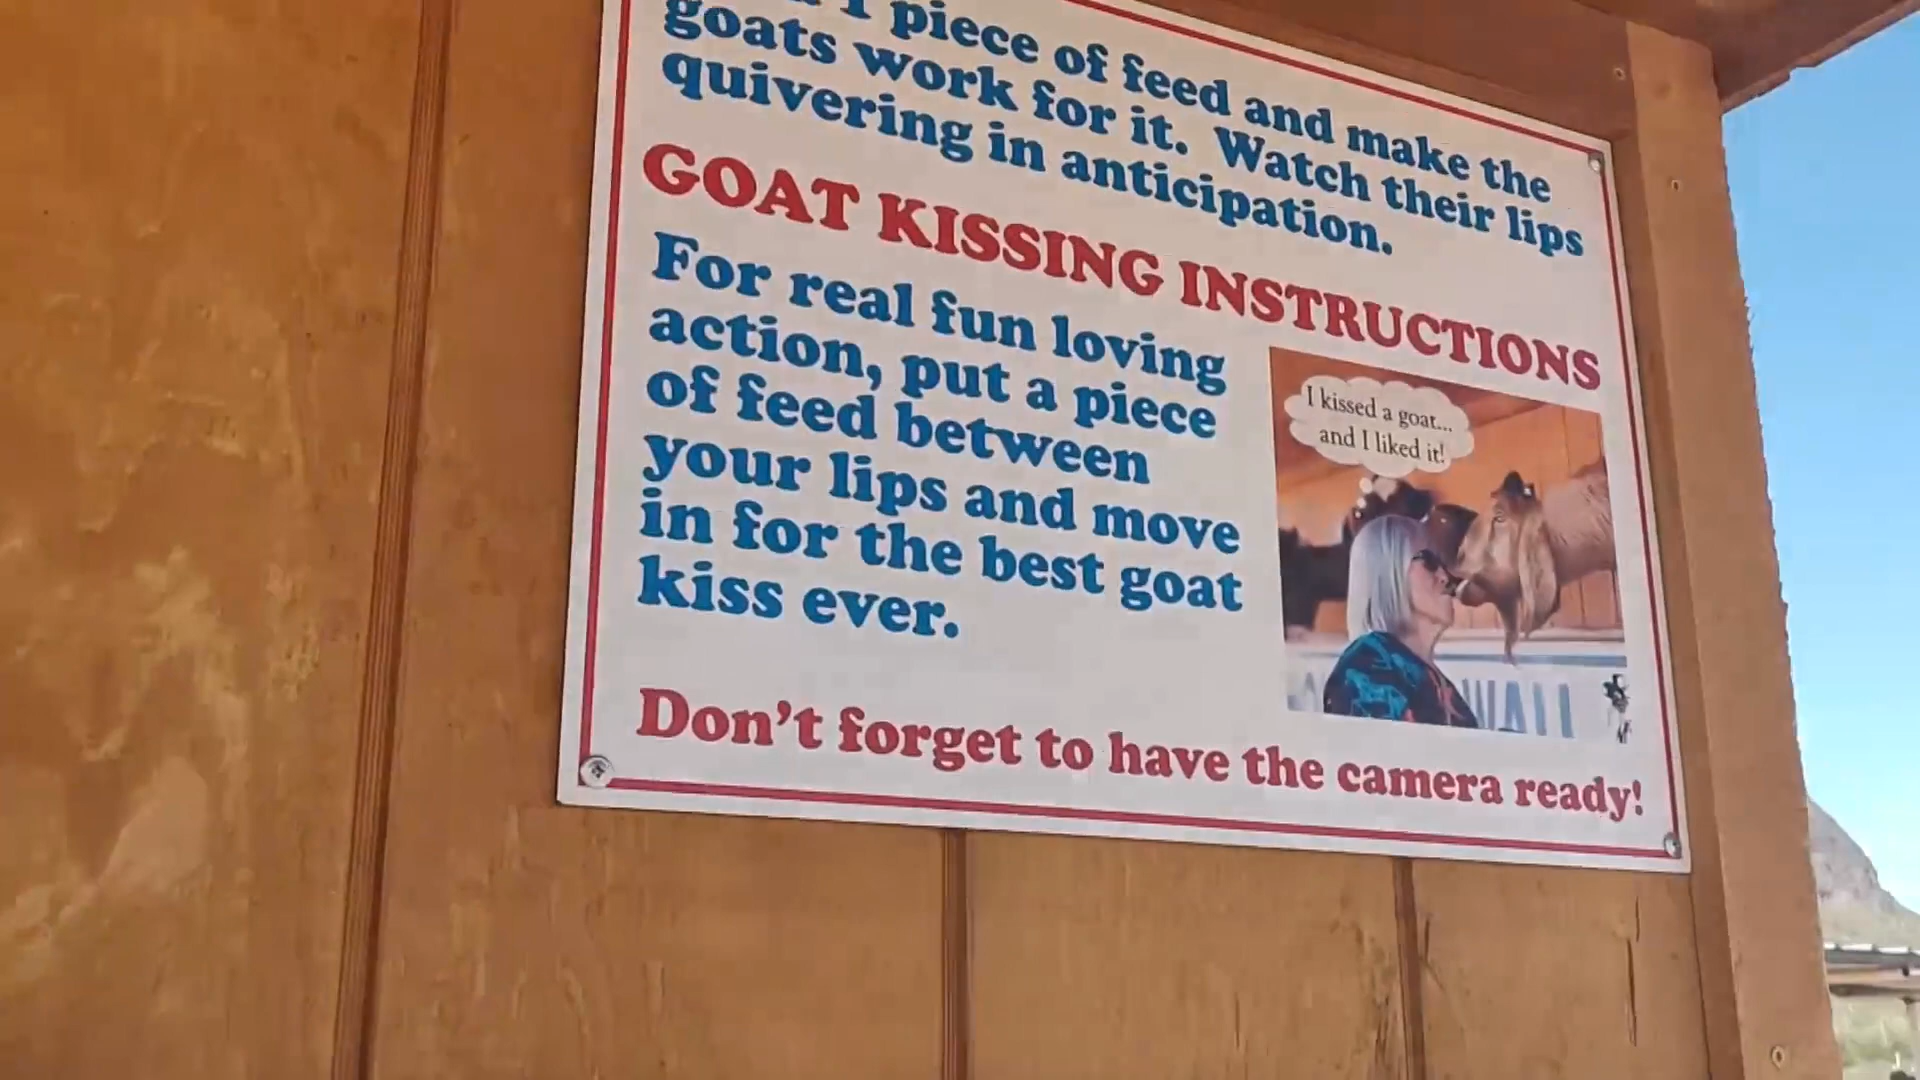 1 piece of feed and make the
goats work for it. Watch their lips
quivering in anticipation.
GOAT KISSING INSTRUCTIONS
For real fun loving
action, put a piece
of feed between
your lips and move
in for the best goat
kiss ever.
I kissed a goat...
and I liked it!
WALL
Don't forget to have the camera ready!